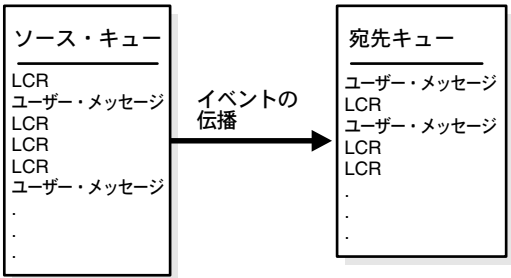 ソース・キュー
LCR
ユーザー・メッセージ
LCR
LCR
LCR
ユーザー・メッセージ
.
.
.
イベントの
伝播
宛先キュー
ユーザー・メッセージ
LCR
ユーザー・メッセージ
LCR
LCR
.
.
.